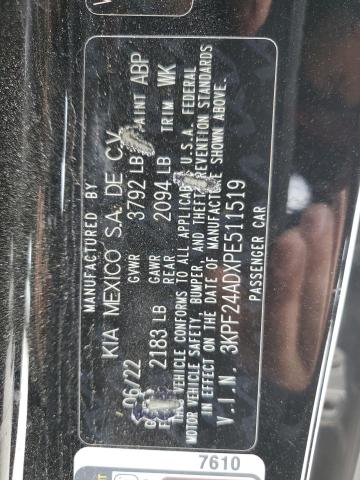 MANUFACTURED BY
KIA MEXICO S.A. DE C.V.
06/22 GVWR 3792 LB PAINT ABP
2183 LB GAWR REAR 2094 LB TRIM WK
THIS VEHICLE CONFORMS TO ALL APPLICABLE U.S.A. FEDERAL
MOTOR VEHICLE SAFETY, BUMPER, AND THEFT PREVENTION STANDARDS
IN EFFECT ON THE DATE OF MANUFACTURE SHOWN ABOVE.
V.I.N. 3KPF24ADXPE511519
PASSENGER CAR
7610